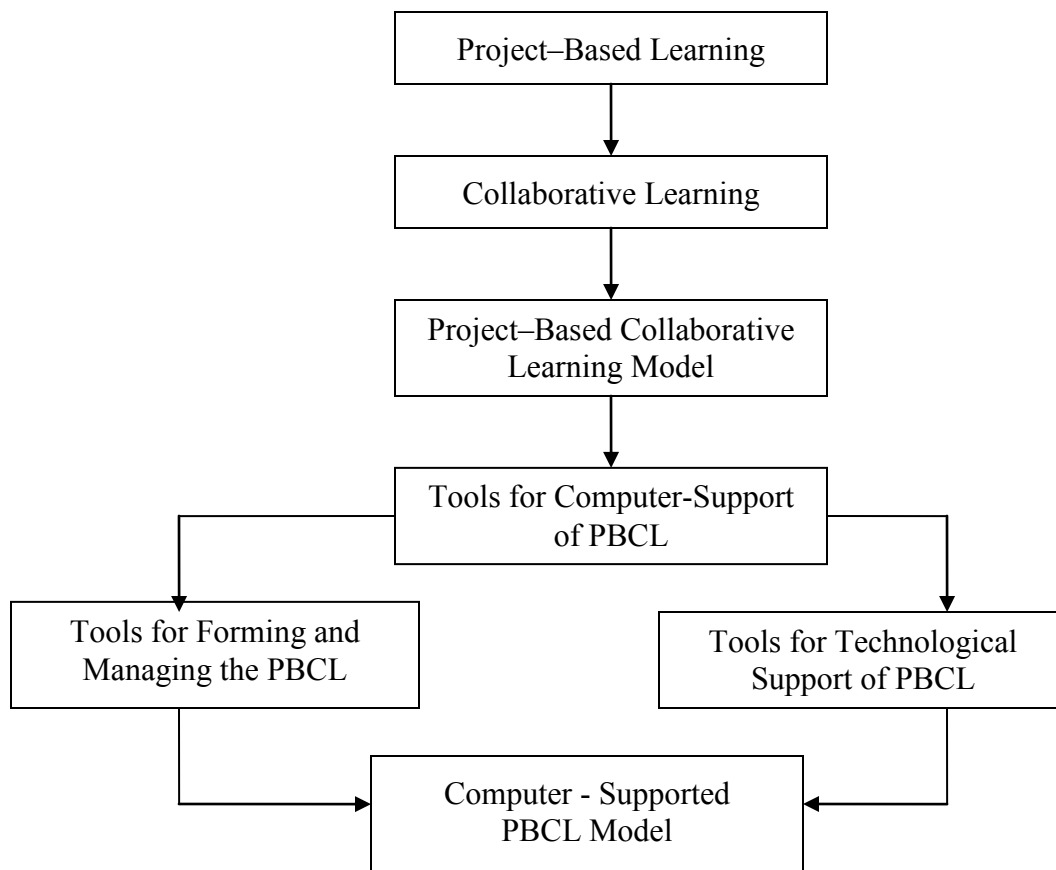 Project–Based Learning
Collaborative Learning
Project–Based Collaborative
Learning Model
Tools for Computer-Support
of PBCL
Tools for Forming and
Managing the PBCL
Tools for Technological
Support of PBCL
Computer - Supported
PBCL Model